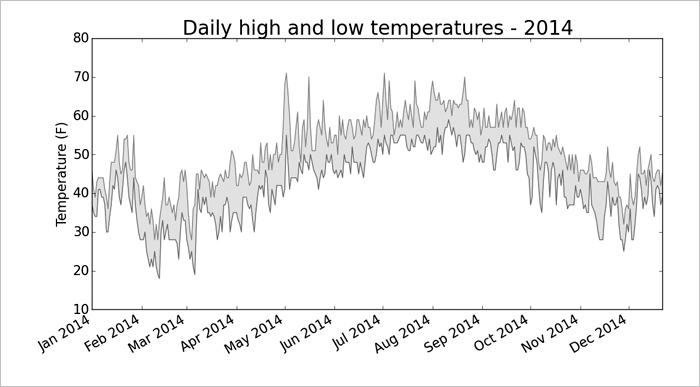 Daily high and low temperatures - 2014
Temperature (F)
80
70
60
50
40
30
20
10
Jan 2014
Feb 2014
Mar 2014
Apr 2014
May 2014
Jun 2014
Jul 2014
Aug 2014
Sep 2014
Oct 2014
Nov 2014
Dec 2014